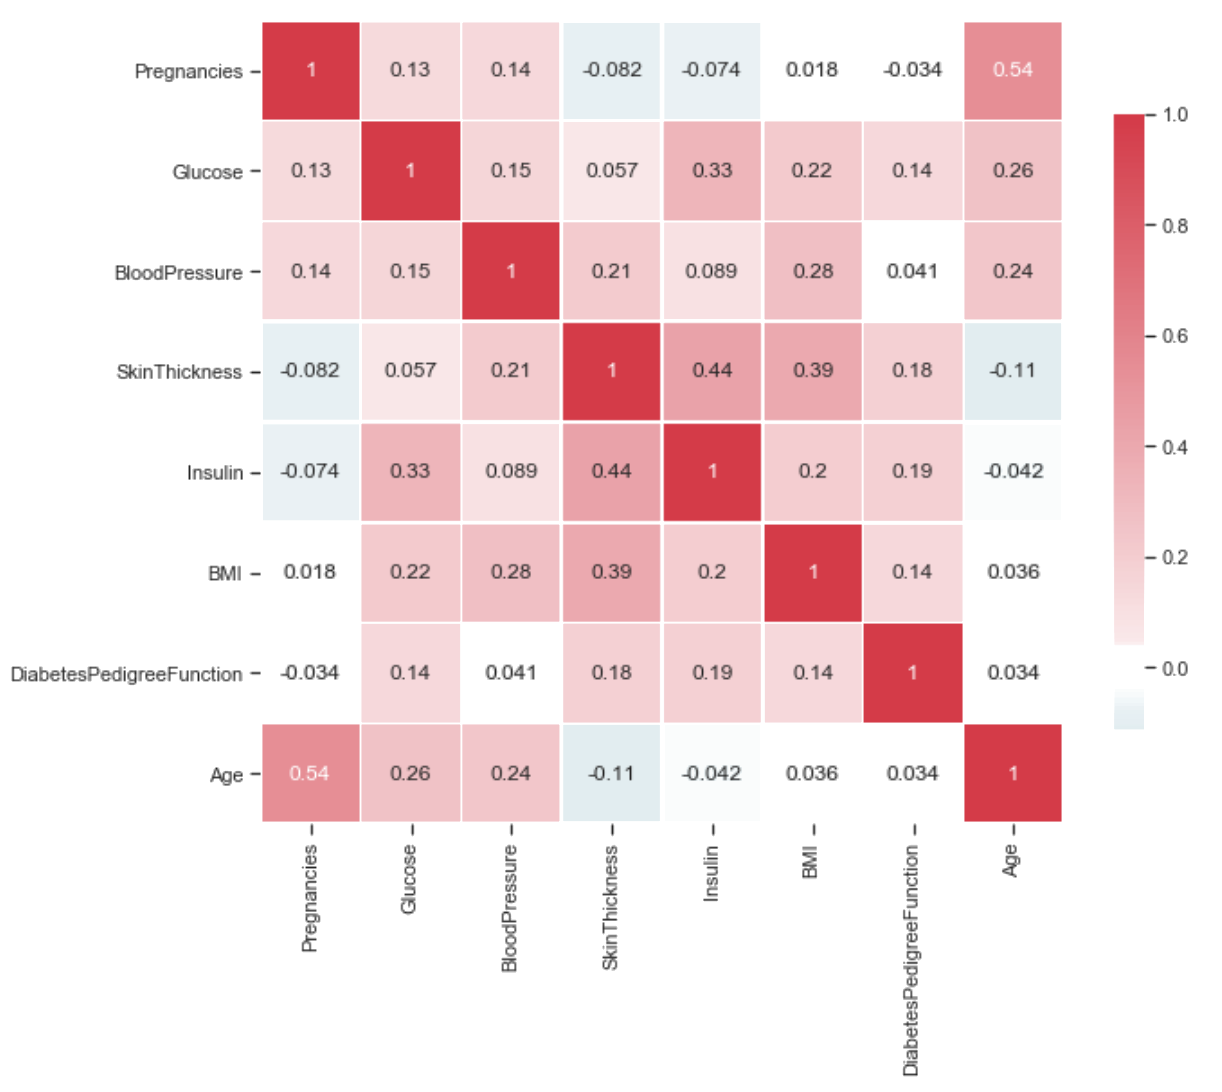 Pregnancies 1 0.13 0.14 -0.082 -0.074 0.018 -0.034 0.54
Glucose 0.13 1 0.15 0.057 0.33 0.22 0.14 0.26
BloodPressure 0.14 0.15 1 0.21 0.089 0.28 0.041 0.24
SkinThickness -0.082 0.057 0.21 1 0.44 0.39 0.18 -0.11
Insulin -0.074 0.33 0.089 0.44 1 0.2 0.19 -0.042
BMI 0.018 0.22 0.28 0.39 0.2 1 0.14 0.036
DiabetesPedigreeFunction -0.034 0.14 0.041 0.18 0.19 0.14 1 0.034
Age 0.54 0.26 0.24 -0.11 -0.042 0.036 0.034 1
Pregnancies
Glucose
BloodPressure
SkinThickness
Insulin
BMI
DiabetesPedigreeFunction
Age
1.0
0.8
0.6
0.4
0.2
0.0